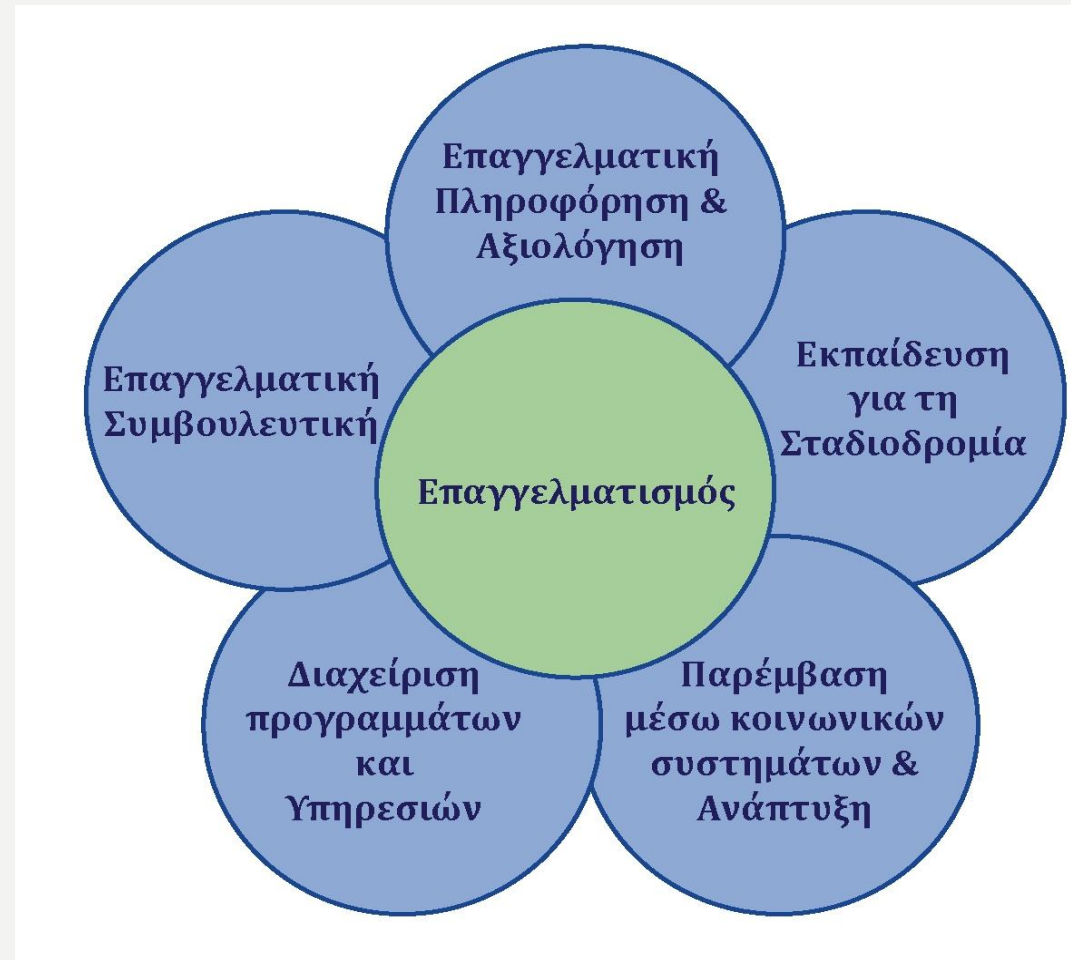 Επαγγελματική
Πληροφόρηση &
Αξιολόγηση
Εκπαίδευση
για τη
Σταδιοδρομία
Επαγγελματική
Συμβουλευτική
Επαγγελματισμός
Διαχείριση
προγραμμάτων
και
Υπηρεσιών
Παρέμβαση
μέσω κοινωνικών
συστημάτων &
Ανάπτυξη